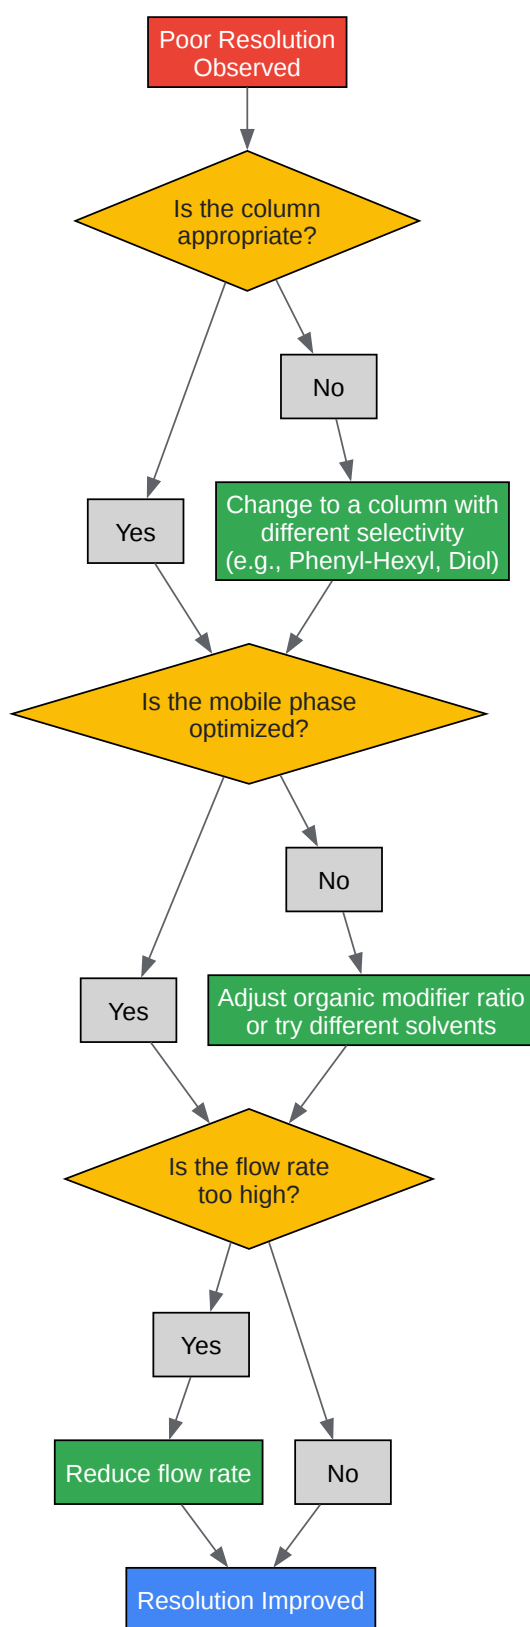 Poor Resolution
Observed
Is the column
appropriate?
No
Yes
Change to a column with
different selectivity
(e.g., Phenyl-Hexyl, Diol)
Is the mobile phase
optimized?
No
Yes
Adjust organic modifier ratio
or try different solvents
Is the flow rate
too high?
Yes
Reduce flow rate
No
Resolution Improved